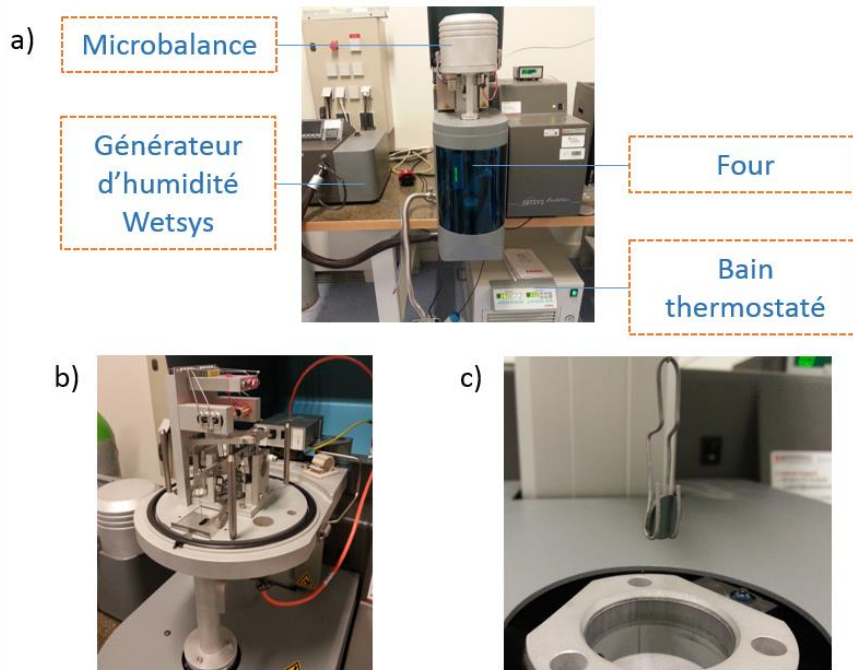 a)
Microbalance
Générateur
d'humidité
Wetsys
Four
Bain
thermostaté
b)
c)